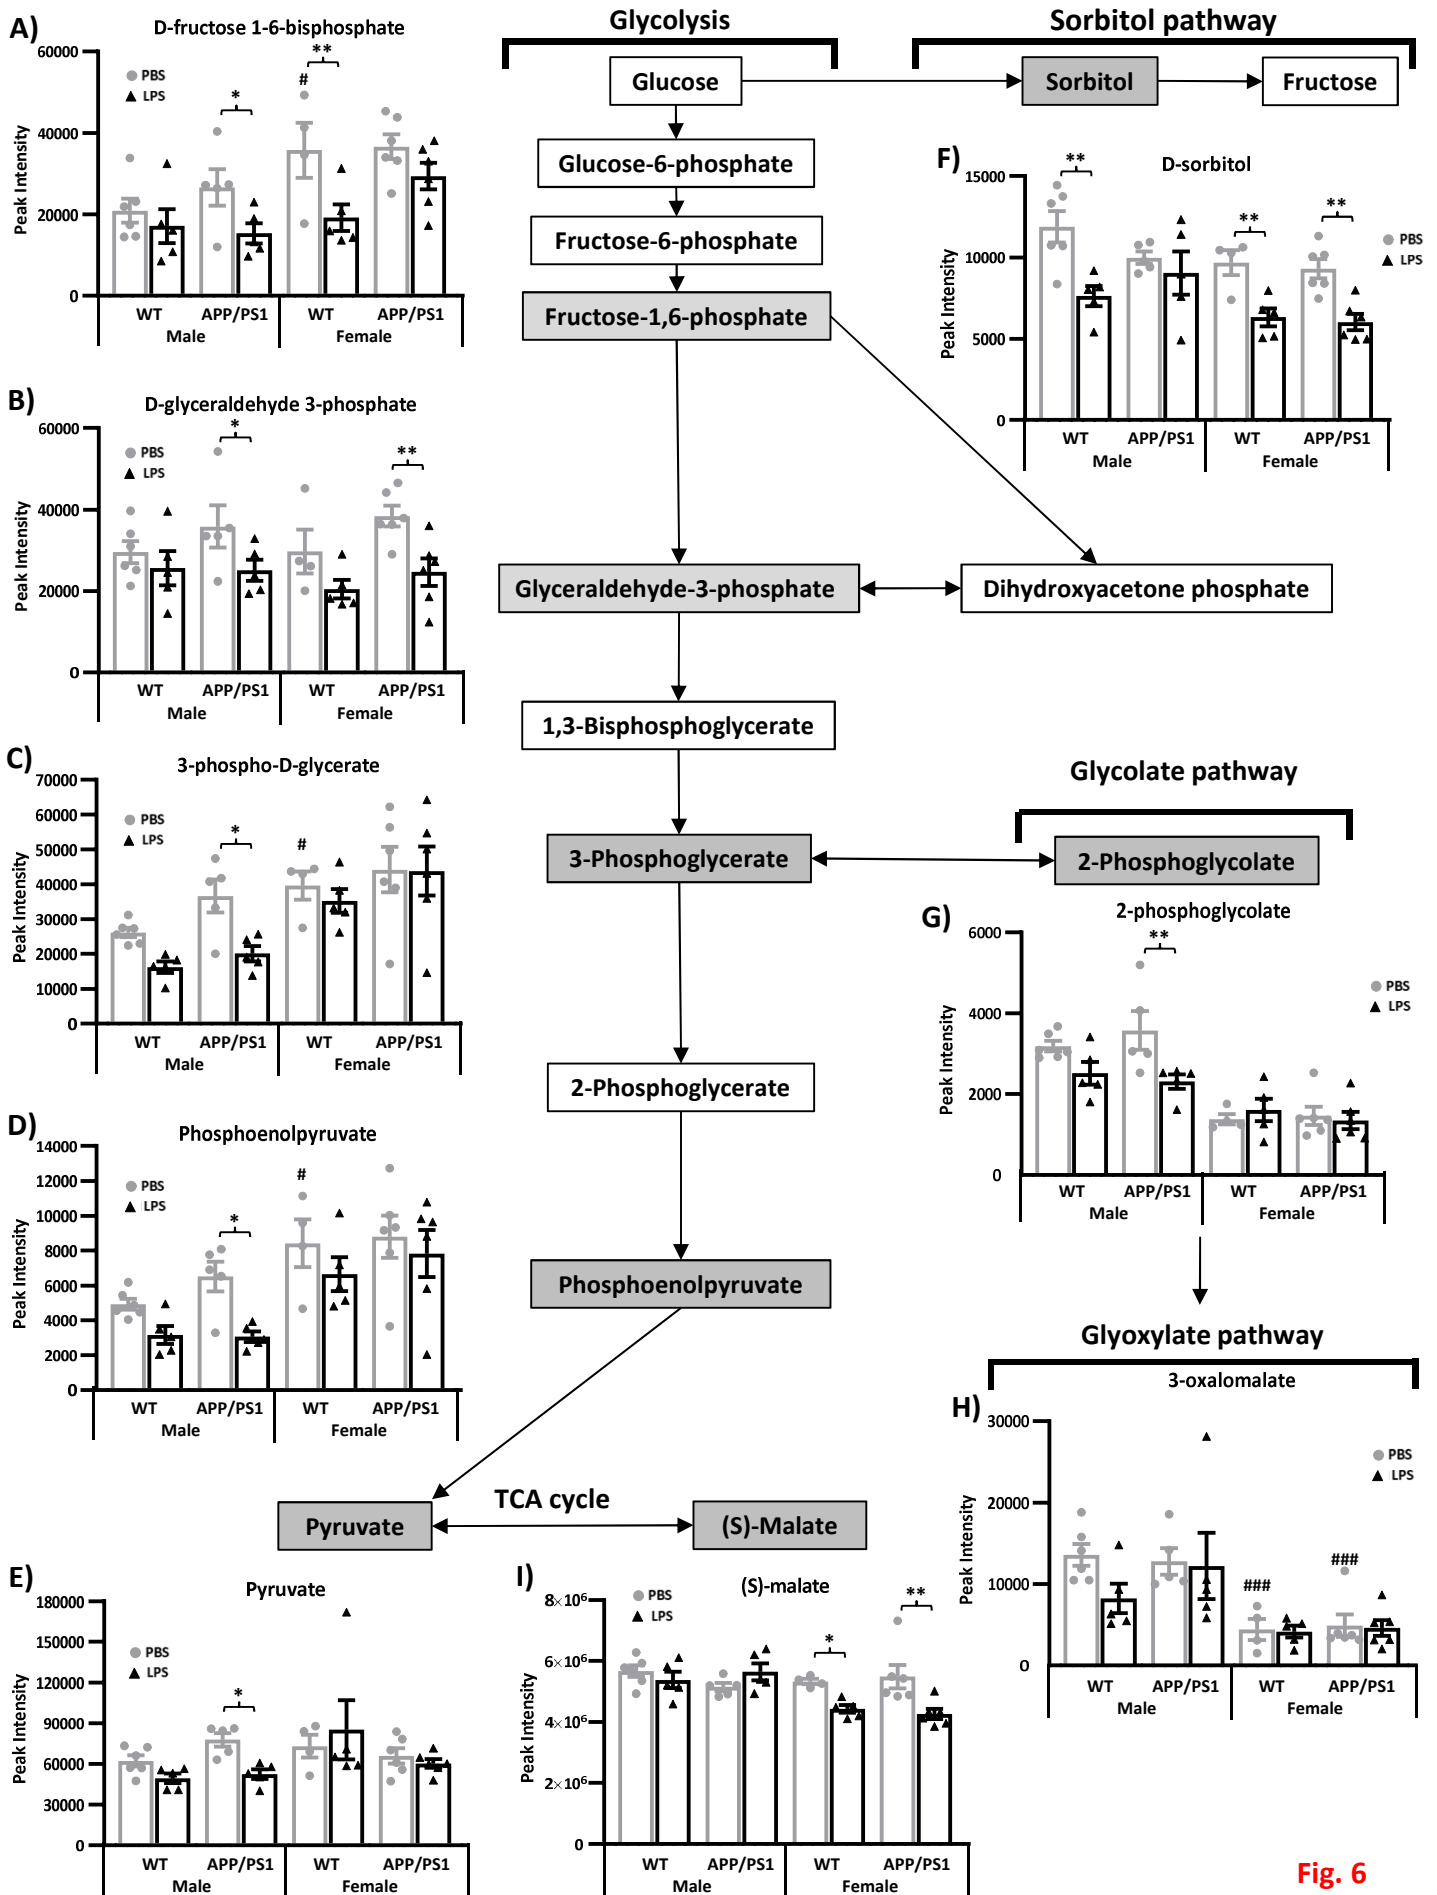 Glycolysis
Sorbitol pathway
Glucose
Sorbitol
Fructose
Glucose-6-phosphate
Fructose-6-phosphate
Fructose-1,6-phosphate
Glyceraldehyde-3-phosphate
Dihydroxyacetone phosphate
1,3-Bisphosphoglycerate
Glycolate pathway
3-Phosphoglycerate
2-Phosphoglycolate
2-Phosphoglycerate
Phosphoenolpyruvate
Glyoxylate pathway
TCA cycle
Pyruvate
(S)-Malate
A)
D-fructose 1-6-bisphosphate
60000
40000
20000
0
Peak Intensity
PBS
LPS
*
#
**
WT
APP/PS1
WT
APP/PS1
Male
Female
B)
D-glyceraldehyde 3-phosphate
60000
40000
20000
0
Peak Intensity
PBS
LPS
*
**
WT
APP/PS1
WT
APP/PS1
Male
Female
C)
3-phospho-D-glycerate
70000
60000
50000
40000
30000
20000
10000
0
Peak Intensity
PBS
LPS
*
#
WT
APP/PS1
WT
APP/PS1
Male
Female
D)
Phosphoenolpyruvate
14000
12000
10000
8000
6000
4000
2000
0
Peak Intensity
PBS
LPS
*
#
WT
APP/PS1
WT
APP/PS1
Male
Female
E)
Pyruvate
180000
150000
120000
90000
60000
30000
0
Peak Intensity
PBS
LPS
*
WT
APP/PS1
WT
APP/PS1
Male
Female
F)
D-sorbitol
15000
10000
5000
0
Peak Intensity
PBS
LPS
**
**
**
WT
APP/PS1
WT
APP/PS1
Male
Female
G)
2-phosphoglycolate
6000
4000
2000
0
Peak Intensity
PBS
LPS
**
WT
APP/PS1
WT
APP/PS1
Male
Female
H)
3-oxalomalate
30000
20000
10000
0
Peak Intensity
PBS
LPS
###
###
WT
APP/PS1
WT
APP/PS1
Male
Female
I)
(S)-malate
8×10⁶
6×10⁶
4×10⁶
2×10⁶
0
Peak Intensity
PBS
LPS
*
**
WT
APP/PS1
WT
APP/PS1
Male
Female
Fig. 6